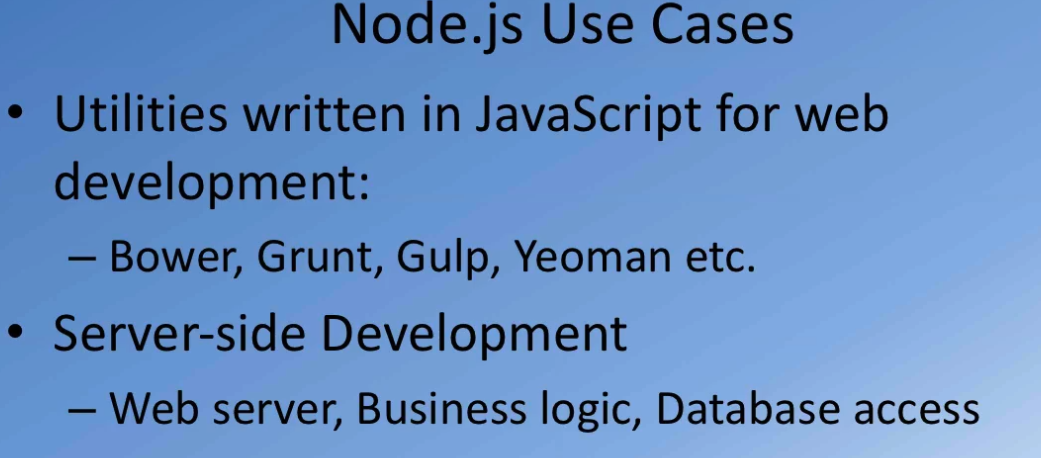 Node.js Use Cases
• Utilities written in JavaScript for web
development:
– Bower, Grunt, Gulp, Yeoman etc.
• Server-side Development
– Web server, Business logic, Database access